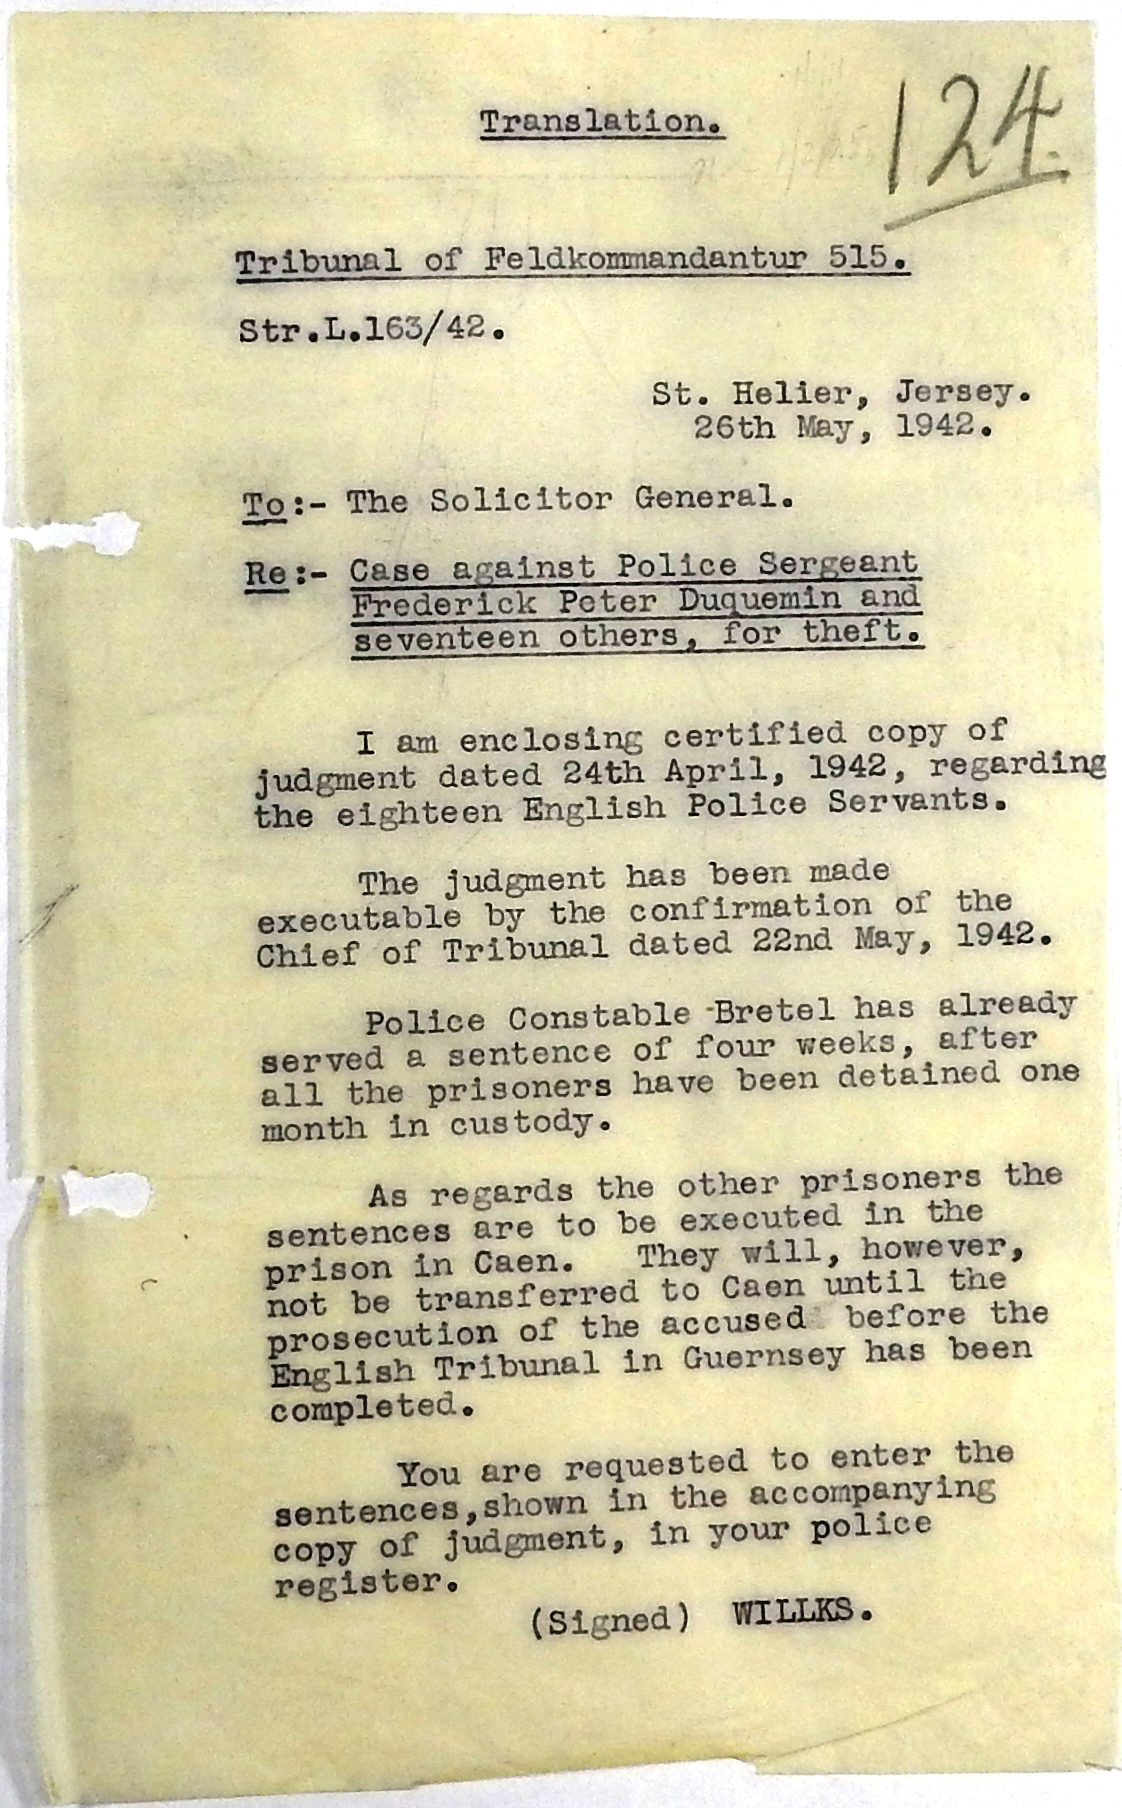 124.
Translation.
Tribunal of Feldkommandantur 515.
Str.L.163/42.
St. Helier, Jersey.
26th May, 1942.
To:- The Solicitor General.
Re:- Case against Police Sergeant
Frederick Peter Duquemin and
seventeen others, for theft.
I am enclosing certified copy of
judgment dated 24th April, 1942, regarding
the eighteen English Police Servants.
The judgment has been made
executable by the confirmation of the
Chief of Tribunal dated 22nd May, 1942.
Police Constable Bretel has already
served a sentence of four weeks, after
all the prisoners have been detained one
month in custody.
As regards the other prisoners the
sentences are to be executed in the
prison in Caen. They will, however,
not be transferred to Caen until the
prosecution of the accused before the
English Tribunal in Guernsey has been
completed.
You are requested to enter the
sentences,shown in the accompanying
copy of judgment, in your police
register.
(Signed) WILLKS.